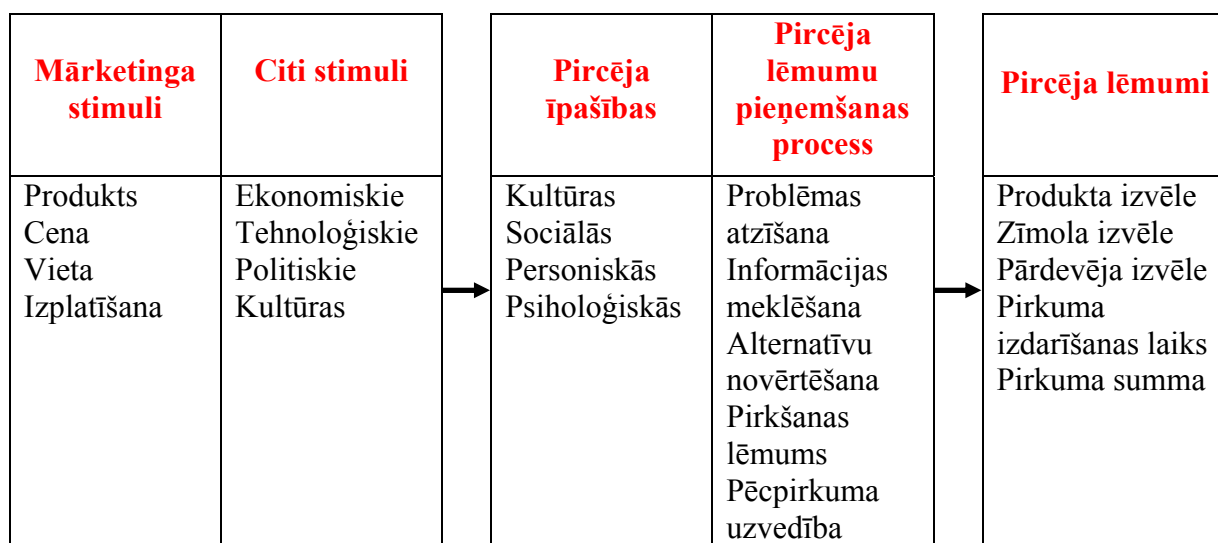 Mārketinga
stimuli
Citi stimuli
Pircēja
īpašības
Pircēja
lēmumu
pieņemšanas
process
Pircēja lēmumi
Produkts
Cena
Vieta
Izplatīšana
Ekonomiskie
Tehnoloģiskie
Politiskie
Kultūras
Kultūras
Sociālās
Personiskās
Psiholoģiskās
Problēmas
atzīšana
Informācijas
meklēšana
Alternatīvu
novērtēšana
Pirkšanas
lēmums
Pēcpirkuma
uzvedība
Produkta izvēle
Zīmola izvēle
Pārdevēja izvēle
Pirkuma
izdarīšanas laiks
Pirkuma summa